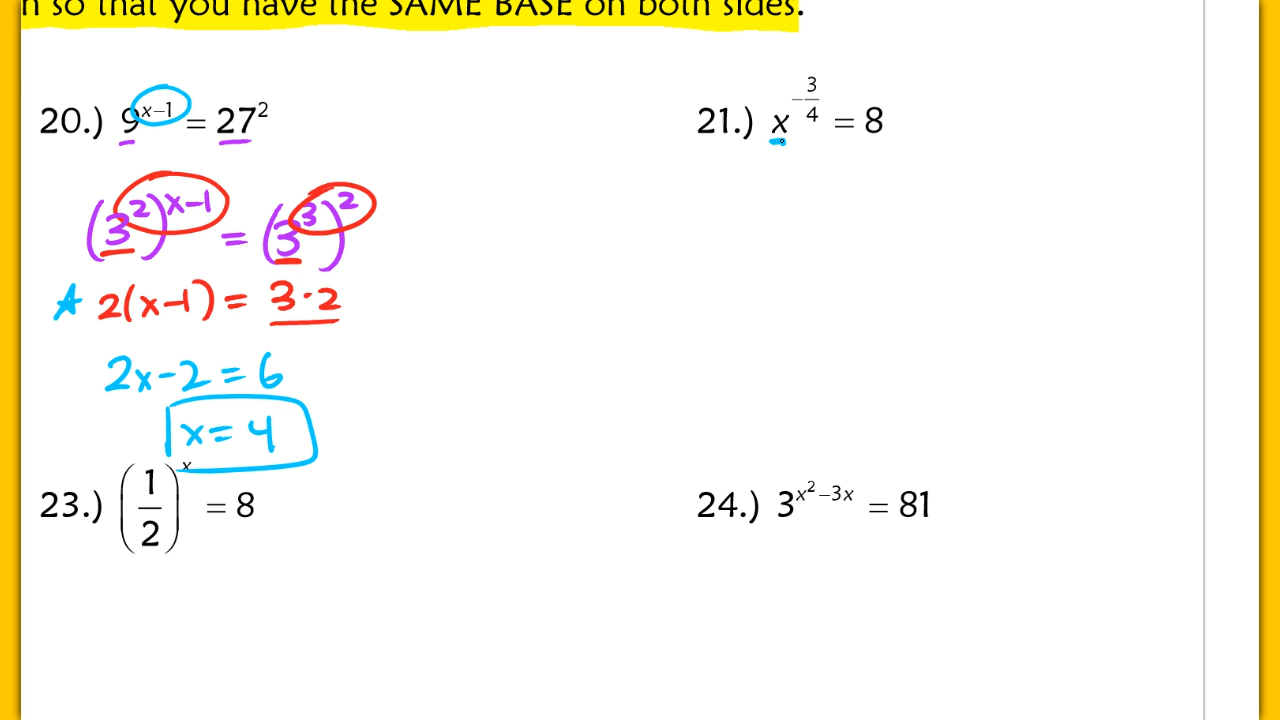 n so that you have the SAME BASE on both sides.
20.) 9^{x–1} = 27^2
21.) x^{-\frac{3}{4}} = 8
(3^2)^{x-1} = (3^3)^2
2(x-1) = 3·2
2x-2 = 6
x = 4
23.) (\frac{1}{2})^x = 8
24.) 3^{x^2–3x} = 81